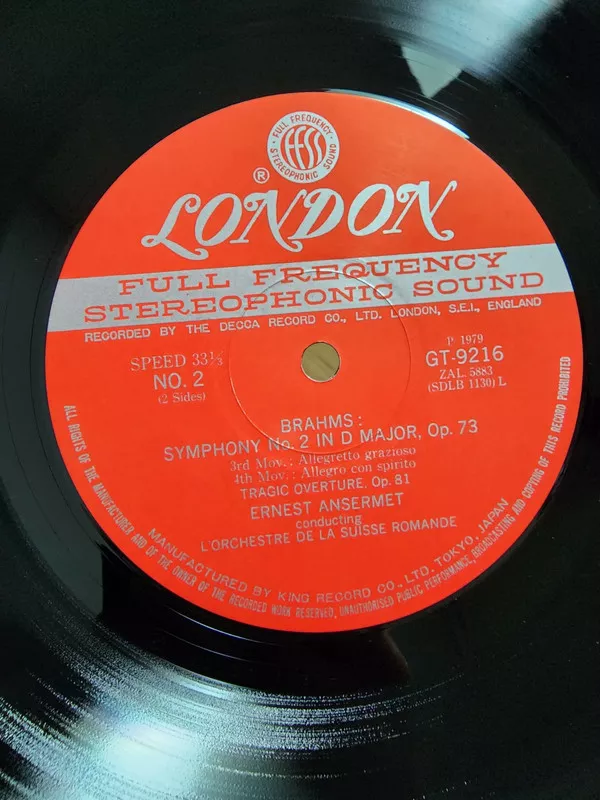 FULL FREQUENCY
FFSS
STEREOPHONIC SOUND
®
LONDON
FULL FREQUENCY
STEREOPHONIC SOUND
RECORDED BY THE DECCA RECORD CO., LTD. LONDON, S.E.I., ENGLAND
SPEED 33⅓
NO. 2
(2 Sides)
P 1979
GT-9216
ZAL. 5883
(SDLB 1130) L
BRAHMS:
SYMPHONY No. 2 IN D MAJOR, Op. 73
3rd Mov.: Allegretto grazioso
4th Mov.: Allegro con spirito
TRAGIC OVERTURE. Op. 81
ERNEST ANSERMET
conducting
L'ORCHESTRE DE LA SUISSE ROMANDE
MANUFACTURED BY KING RECORD CO., LTD. TOKYO, JAPAN
ALL RIGHTS OF THE MANUFACTURER AND OF THE OWNER OF THE RECORDED WORK RESERVED, UNAUTHORISED PUBLIC PERFORMANCE, BROADCASTING AND COPYING OF THIS RECORD PROHIBITED